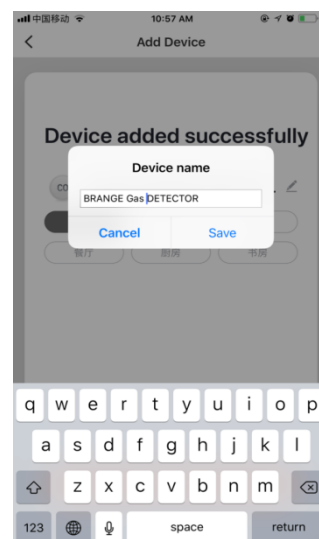 中国移动 10:57 AM
Add Device
Device added successfully
Device name
CO
BRANGE Gas DETECTOR
Cancel Save
餐厅 厨房 书房
q w e r t y u i o p
a s d f g h j k l
z x c v b n m
123 space return